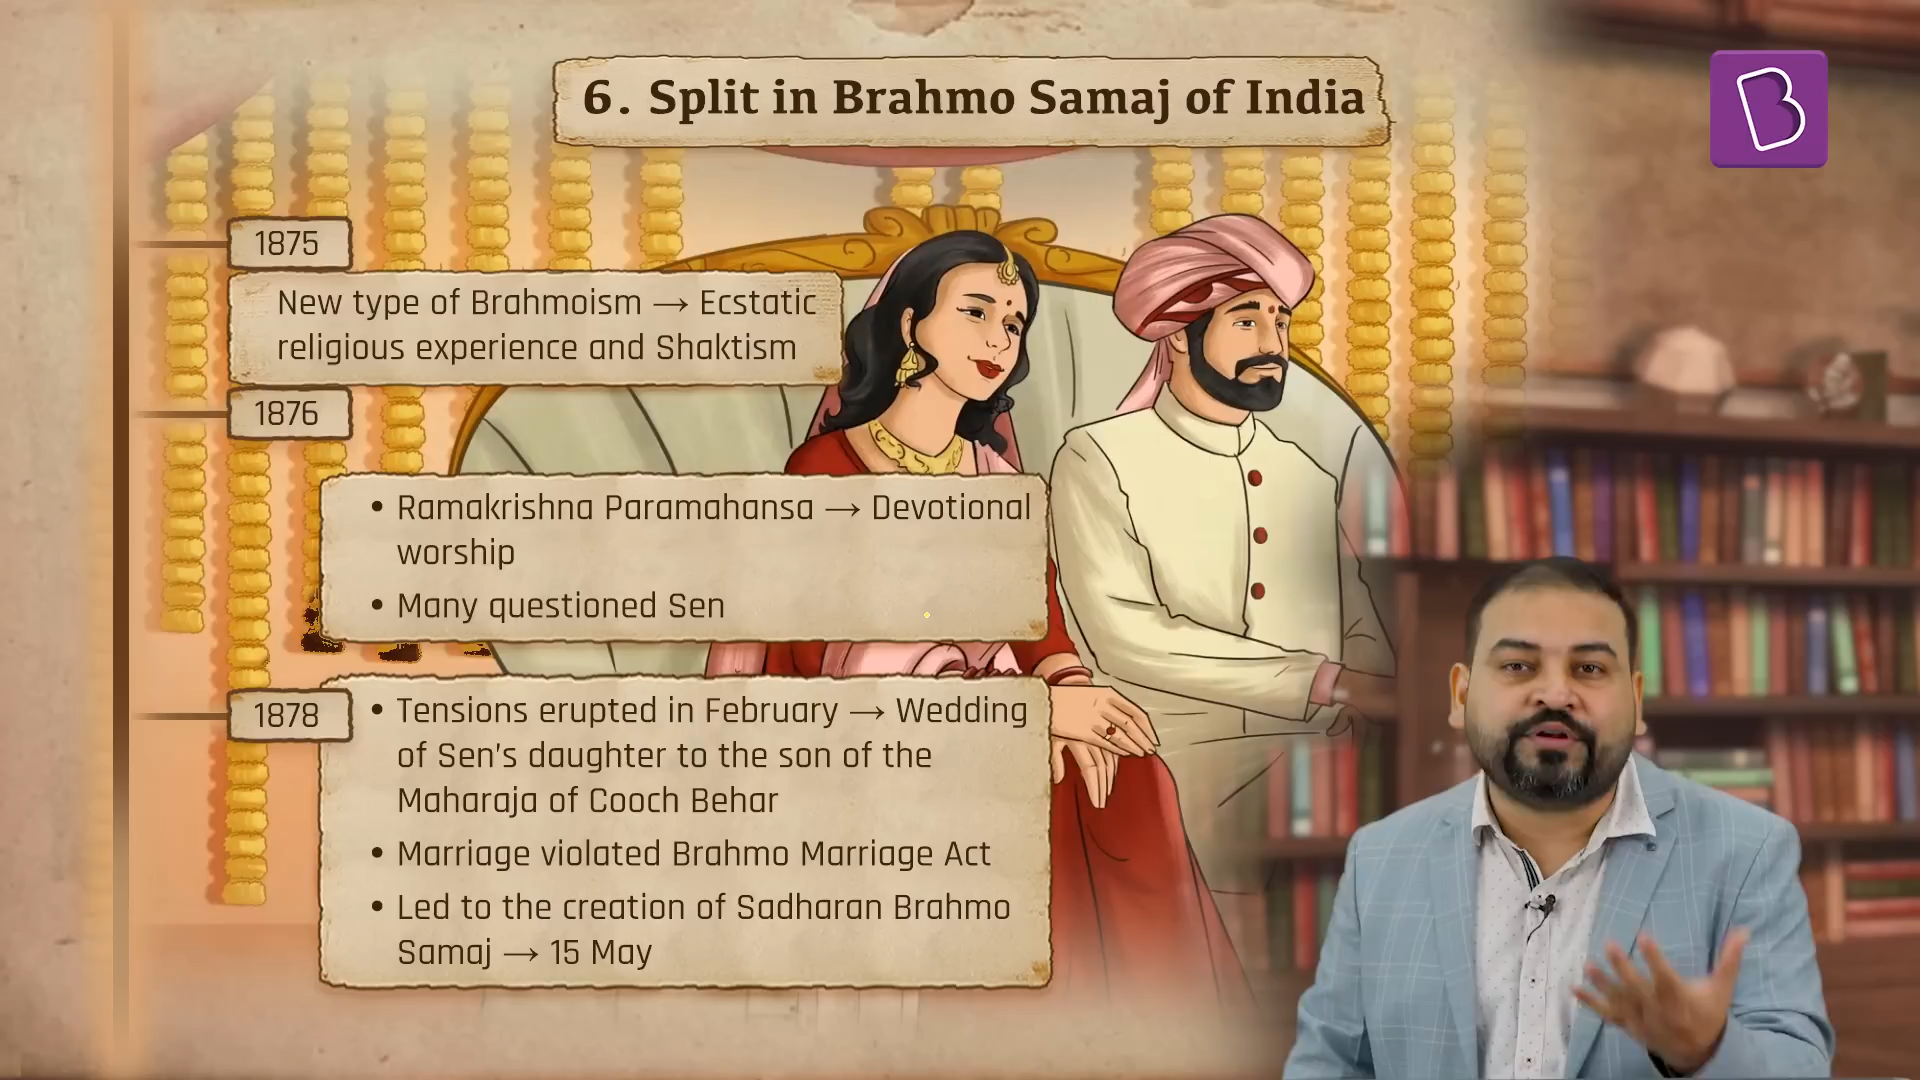 6. Split in Brahmo Samaj of India
B
1875
New type of Brahmoism → Ecstatic
religious experience and Shaktism
1876
• Ramakrishna Paramahansa → Devotional
worship
• Many questioned Sen
1878
• Tensions erupted in February → Wedding
of Sen's daughter to the son of the
Maharaja of Cooch Behar
• Marriage violated Brahmo Marriage Act
• Led to the creation of Sadharan Brahmo
Samaj → 15 May